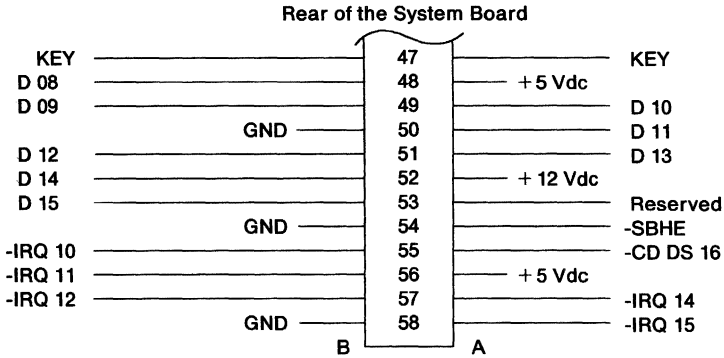 Rear of the System Board
KEY 47 KEY
D 08 48 + 5 Vdc
D 09 49 D 10
GND 50 D 11
D 12 51 D 13
D 14 52 + 12 Vdc
D 15 53 Reserved
GND 54 -SBHE
-IRQ 10 55 -CD DS 16
-IRQ 11 56 + 5 Vdc
-IRQ 12 57 -IRQ 14
GND 58 -IRQ 15
B A